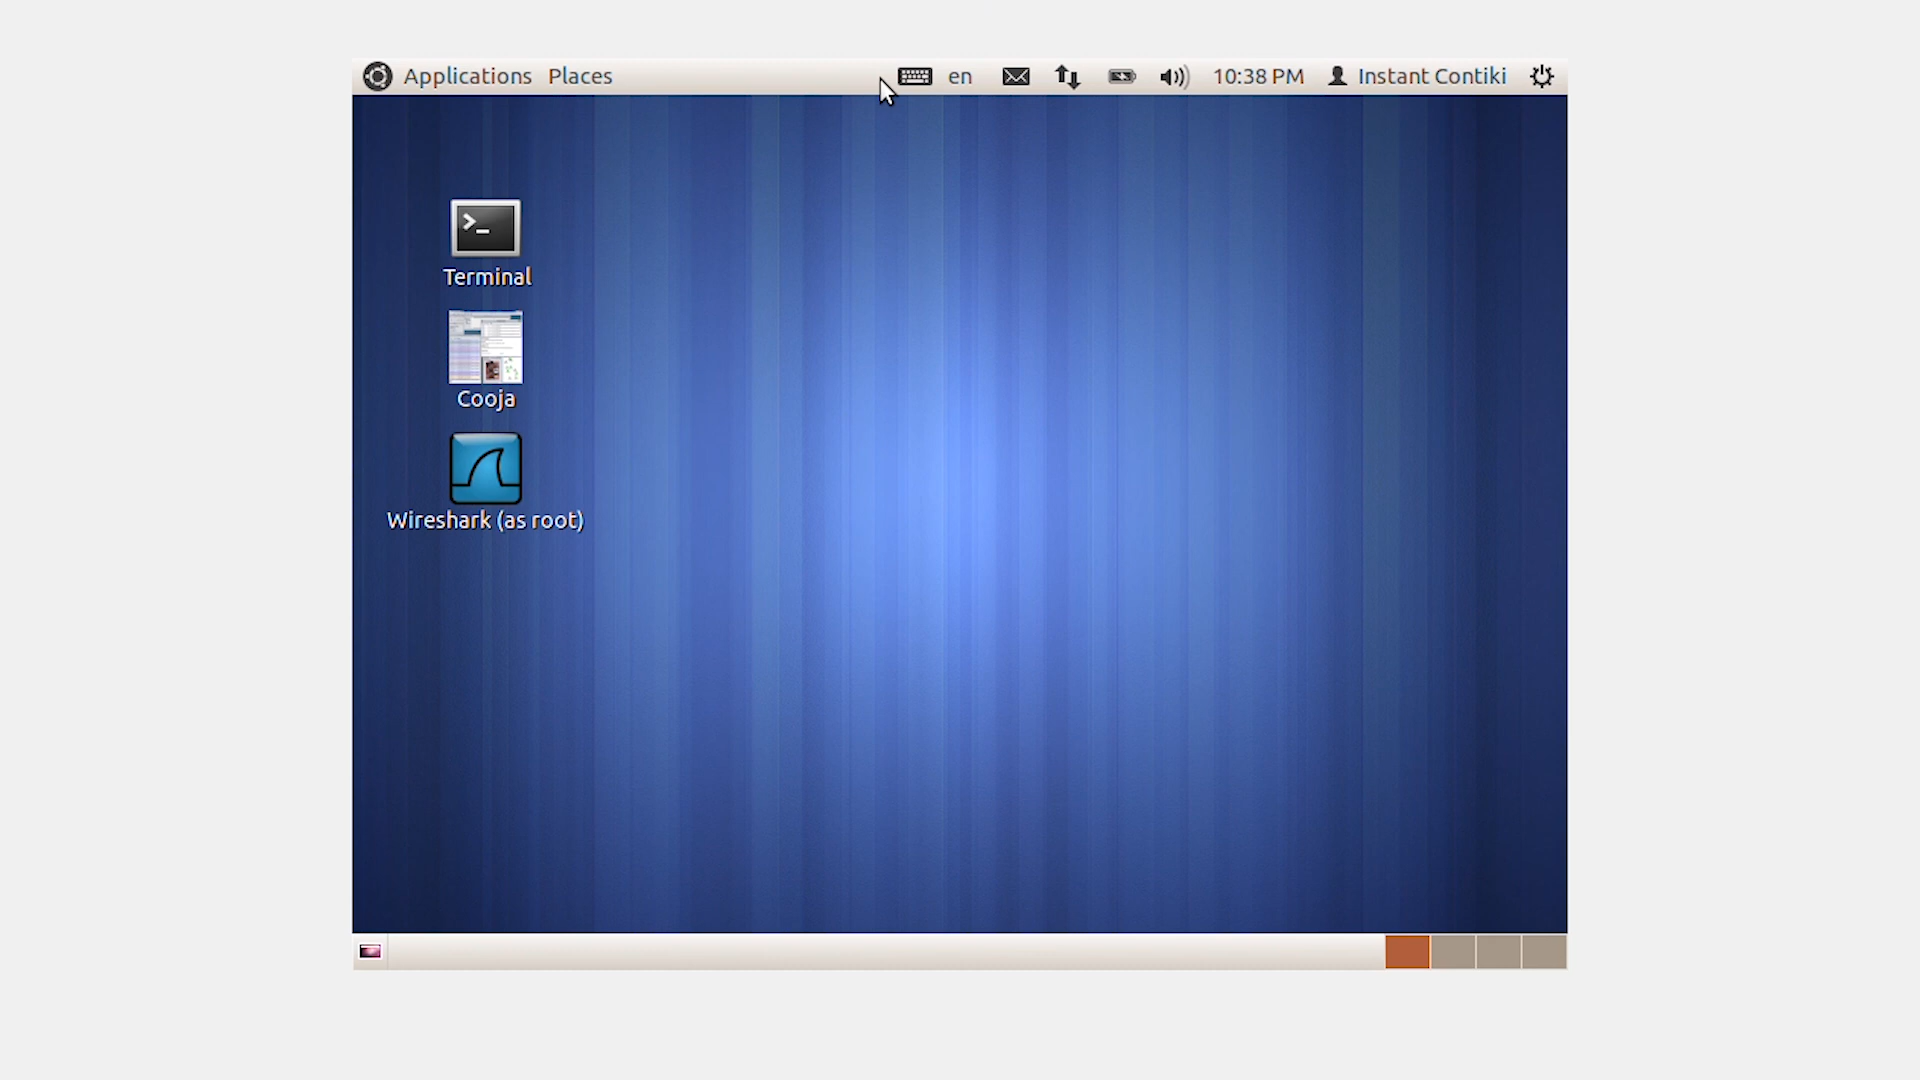 Applications Places en 10:38 PM Instant Contiki
>_
Terminal
Cooja
Wireshark (as root)